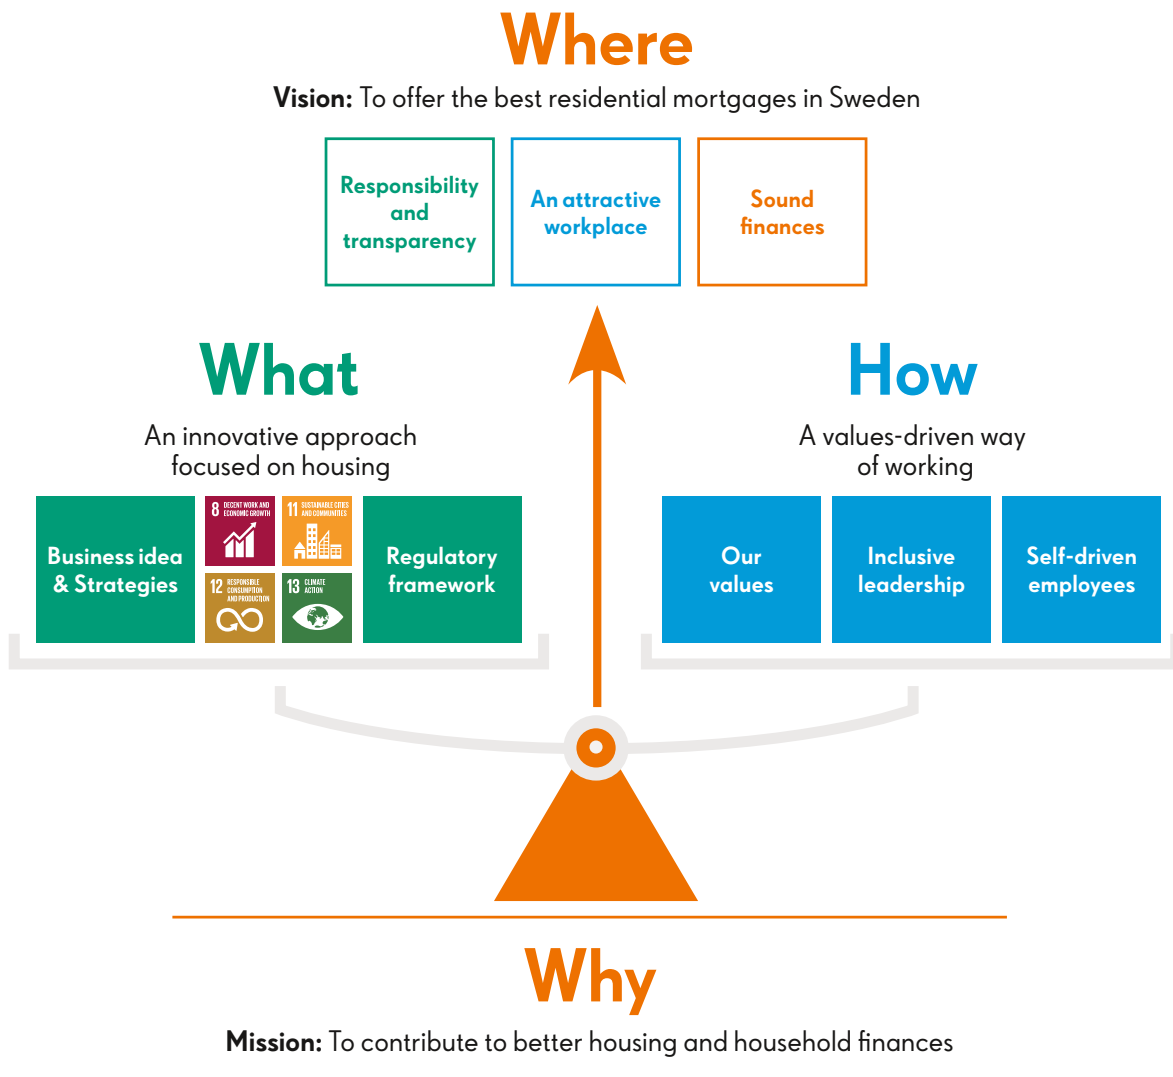 Where
Vision: To offer the best residential mortgages in Sweden
Responsibility
and
transparency
An attractive
workplace
Sound
finances
What
An innovative approach
focused on housing
Business idea
& Strategies
8 DECENT WORK AND
ECONOMIC GROWTH
11 SUSTAINABLE CITIES
AND COMMUNITIES
12 RESPONSIBLE
CONSUMPTION
AND PRODUCTION
13 CLIMATE
ACTION
Regulatory
framework
How
A values-driven way
of working
Our
values
Inclusive
leadership
Self-driven
employees
Why
Mission: To contribute to better housing and household finances